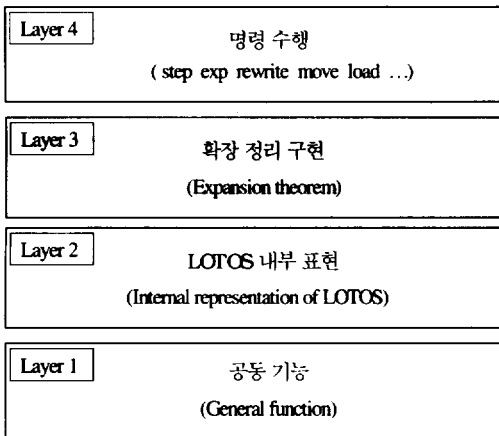 Layer 4
명령 수행
( step exp rewrite move load …)
Layer 3
확장 정리 구현
(Expansion theorem)
Layer 2
LOTOS 내부 표현
(Internal representation of LOTOS)
Layer 1
공동 기능
(General function)